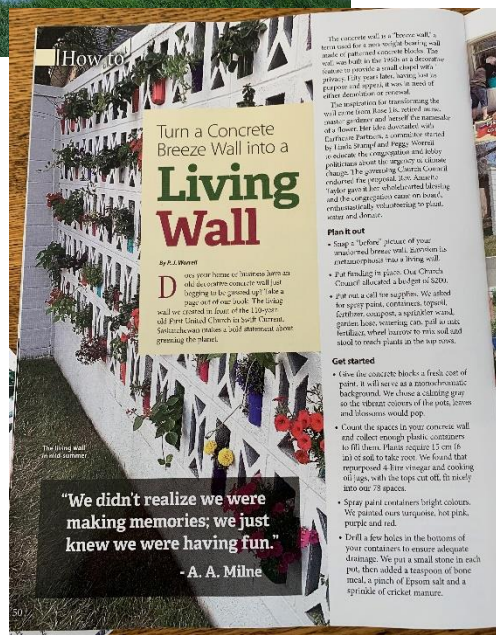 How to
Turn a Concrete
Breeze Wall into a
Living
Wall
By P. J. Worrell
Does your home or business have an
old decorative concrete wall just
begging to be gussied up? Take a
page out of our book. The living
wall we created in front of the 110-year
old First United Church in Swift Current,
Saskatchewan makes a bold statement about
greening the planet.
The living wall
in mid-summer
“We didn’t realize we were
making memories; we just
knew we were having fun.”
- A. A. Milne
50
The concrete wall is a “breeze wall,” a
term used for a non-weight bearing wall
made of patterned concrete blocks. The
wall was built in the 1960s as a decorative
feature to provide a small chapel with
privacy. Fifty years later, having lost its
purpose and appeal, it was in need of
either demolition or renewal.
The inspiration for transforming the
wall came from Rose Lis, retired nurse,
master gardener and herself the namesake
of a flower. Her idea dovetailed with
Earthcare Partners, a committee started
by Linda Stumpf and Peggy Worrell
to educate the congregation and lobby
politicians about the urgency of climate
change. The governing Church Council
endorsed the proposal. Rev. Annette
Taylor gave it her wholehearted blessing
and the congregation came on board,
enthusiastically volunteering to plant,
water and donate.
Plan it out
• Snap a “before” picture of your
unadorned breeze wall. Envision its
metamorphosis into a living wall.
• Put funding in place. Our Church
Council allocated a budget of $200.
• Put out a call for supplies. We asked
for spray paint, containers, topsoil,
fertilizer, compost, a sprinkler wand,
garden hose, watering can, pail to mix
fertilizer, wheel barrow to mix soil and
stool to reach plants in the top rows.
Get started
• Give the concrete blocks a fresh coat of
paint, it will serve as a monochromatic
background. We chose a calming gray
so the vibrant colours of the pots, leaves
and blossoms would pop.
• Count the spaces in your concrete wall
and collect enough plastic containers
to fill them. Plants require 15 cm (6
in) of soil to take root. We found that
repurposed 4-litre vinegar and cooking
oil jugs, with the tops cut off, fit nicely
into our 78 spaces.
• Spray paint containers bright colours.
We painted ours turquoise, hot pink,
purple and red.
• Drill a few holes in the bottoms of
your containers to ensure adequate
drainage. We put a small stone in each
pot, then added a teaspoon of bone
meal, a pinch of Epsom salt and a
sprinkle of cricket manure.